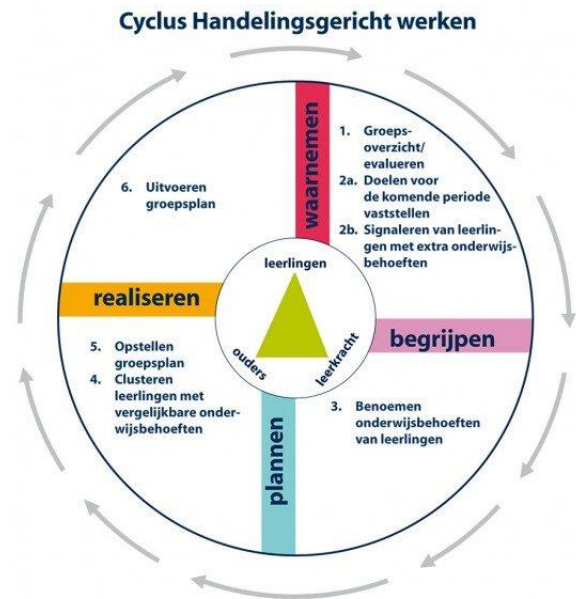 Cyclus Handelingsgericht werken
waarnemen
1. Groeps-
overzicht/
evalueren
2a. Doelen voor
de komende periode
vaststellen
2b. Signaleren van leerlin-
gen met extra onderwijs-
behoeften
begrijpen
3. Benoemen
onderwijsbehoeften
van leerlingen
plannen
5. Opstellen
groepsplan
4. Clusteren
leerlingen met
vergelijkbare onder-
wijsbehoeften
realiseren
6. Uitvoeren
groepsplan
leerlingen
ouders
leerkracht